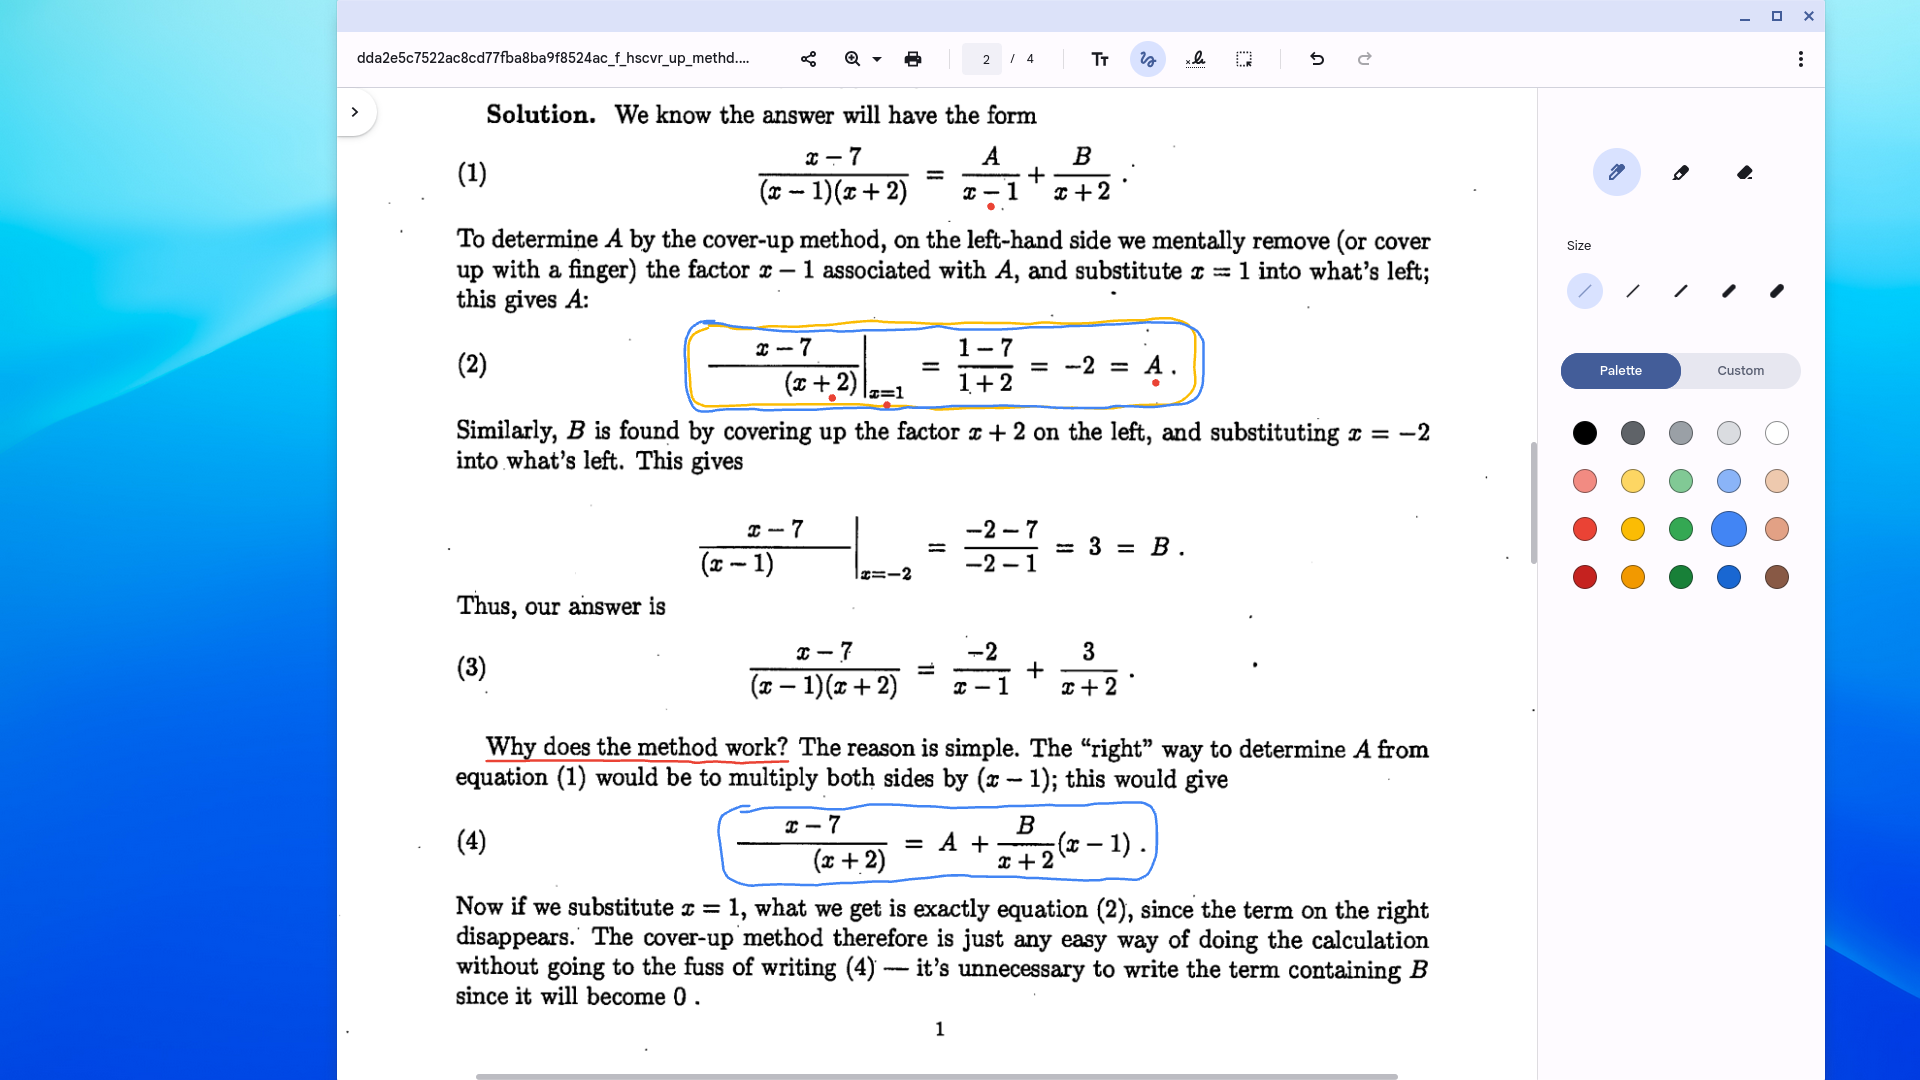 dda2e5c7522ac8cd77fba8ba9f8524ac_f_hscvr_up_methd....
2 / 4
Solution. We know the answer will have the form
(1) \frac{x − 7}{(x − 1)(x + 2)} = \frac{A}{x − 1} + \frac{B}{x + 2} .
To determine A by the cover-up method, on the left-hand side we mentally remove (or cover
up with a finger) the factor x − 1 associated with A, and substitute x = 1 into what's left;
this gives A:
(2) \frac{x − 7}{(x + 2)} |_{x=1} = \frac{1 − 7}{1 + 2} = −2 = A .
Similarly, B is found by covering up the factor x + 2 on the left, and substituting x = −2
into what's left. This gives
\frac{x − 7}{(x − 1)} |_{x=−2} = \frac{−2 − 7}{−2 − 1} = 3 = B .
Thus, our answer is
(3) \frac{x − 7}{(x − 1)(x + 2)} = \frac{−2}{x − 1} + \frac{3}{x + 2} .
Why does the method work? The reason is simple. The “right” way to determine A from
equation (1) would be to multiply both sides by (x − 1); this would give
(4) \frac{x − 7}{(x + 2)} = A + \frac{B}{x + 2}(x − 1) .
Now if we substitute x = 1, what we get is exactly equation (2), since the term on the right
disappears. The cover-up method therefore is just any easy way of doing the calculation
without going to the fuss of writing (4) — it's unnecessary to write the term containing B
since it will become 0 .
1
Size
Palette Custom